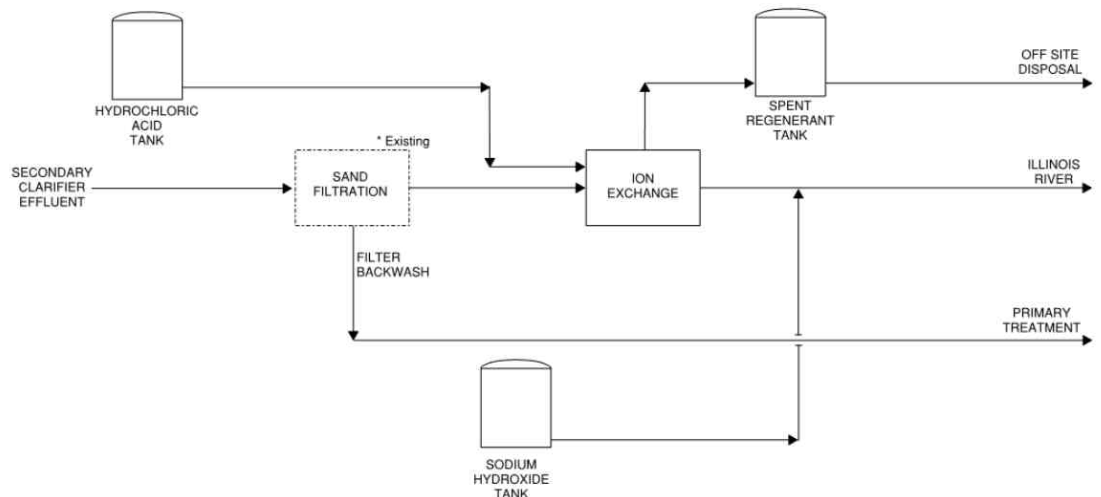 HYDROCHLORIC
ACID
TANK
* Existing
SPENT
REGENERANT
TANK
OFF SITE
DISPOSAL
SECONDARY
CLARIFIER
EFFLUENT
SAND
FILTRATION
ION
EXCHANGE
ILLINOIS
RIVER
FILTER
BACKWASH
PRIMARY
TREATMENT
SODIUM
HYDROXIDE
TANK